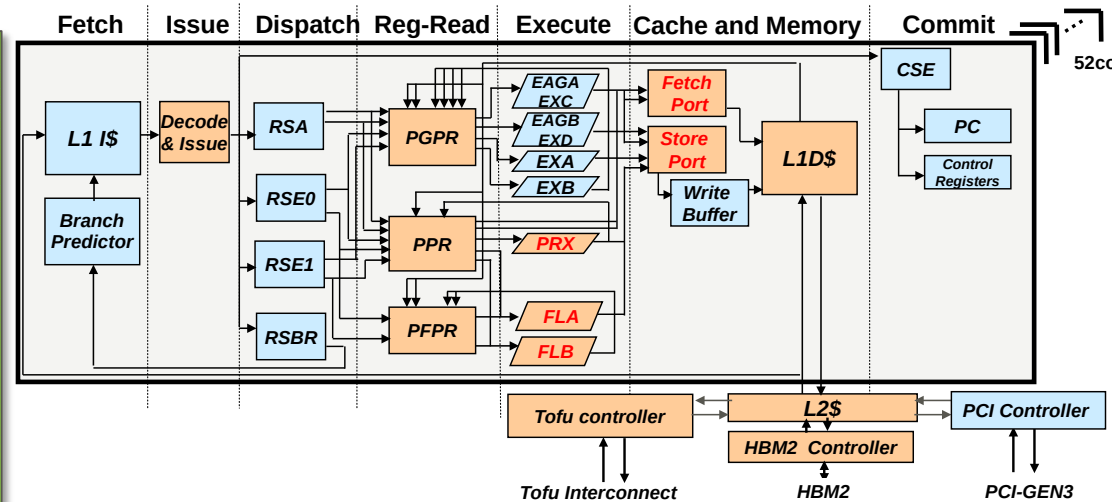 Fetch
Issue
Dispatch
Reg-Read
Execute
Cache and Memory
Commit
52co
L1 I$
Branch
Predictor
Decode
& Issue
RSA
RSE0
RSE1
RSBR
PGPR
PPR
PFPR
EAGA
EXC
EAGB
EXD
EXA
EXB
PRX
FLA
FLB
Fetch
Port
Store
Port
Write
Buffer
L1D$
CSE
PC
Control
Registers
Tofu controller
L2$
HBM2 Controller
PCI Controller
Tofu Interconnect
HBM2
PCI-GEN3